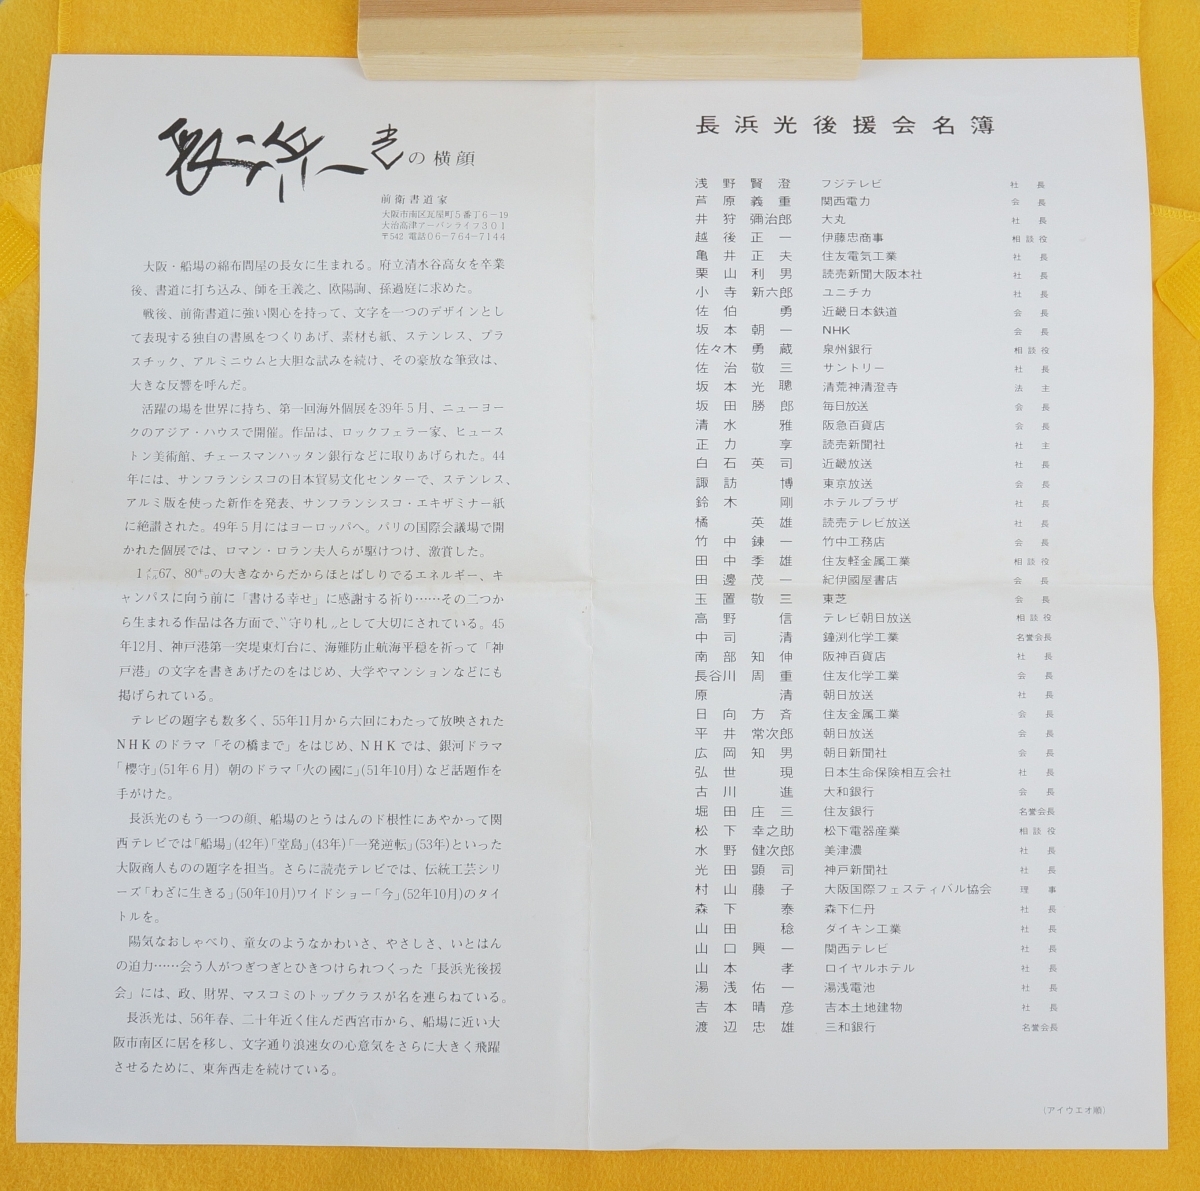 長浜光の横顔
前衛書道家
大阪市南区瓦屋町5番丁6－19
大治高津アーバンライフ301
〒542 電話06－764－7144
大阪・船場の綿布問屋の長女に生まれる。府立清水谷高女を卒業
後、書道に打ち込み、師を王義之、欧陽詢、孫過庭に求めた。
戦後、前衛書道に強い関心を持って、文字を一つのデザインとし
て表現する独自の書風をつくりあげ、素材も紙、ステンレス、プラ
スチック、アルミニウムと大胆な試みを続け、その豪放な筆致は、
大きな反響を呼んだ。
活躍の場を世界に持ち、第一回海外個展を39年5月、ニューヨー
クのアジア・ハウスで開催。作品は、ロックフェラー家、ヒュース
トン美術館、チェースマンハッタン銀行などに取りあげられた。44
年には、サンフランシスコの日本貿易文化センターで、ステンレス、
アルミ版を使った新作を発表、サンフランシスコ・エキザミナー紙
に絶讃された。49年5月にはヨーロッパへ。パリの国際会議場で開
かれた個展では、ロマン・ロラン夫人らが駆けつけ、激賞した。
1㍍67、80㌔の大きなからだからほとばしりでるエネルギー、キ
ャンバスに向う前に「書ける幸せ」に感謝する祈り……その二つか
ら生まれる作品は各方面で、〝守り札〟として大切にされている。45
年12月、神戸港第一突堤東灯台に、海難防止航海平穏を祈って「神
戸港」の文字を書きあげたのをはじめ、大学やマンションなどにも
掲げられている。
テレビの題字も数多く、55年11月から六回にわたって放映された
NHKのドラマ「その橋まで」をはじめ、NHKでは、銀河ドラマ
「櫻守」(51年6月) 朝のドラマ「火の國に」(51年10月)など話題作を
手がけた。
長浜光のもう一つの顔、船場のとうはんのド根性にあやかって関
西テレビでは「船場」(42年)「堂島」(43年)「一発逆転」(53年)といった
大阪商人ものの題字を担当。さらに読売テレビでは、伝統工芸シリ
ーズ「わざに生きる」(50年10月)ワイドショー「今」(52年10月)のタイ
トルを。
陽気なおしゃべり、童女のようなかわいさ、やさしさ、いとはん
の迫力……会う人がつぎつぎとひきつけられつくった「長浜光後援
会」には、政、財界、マスコミのトップクラスが名を連らねている。
長浜光は、56年春、二十年近く住んだ西宮市から、船場に近い大
阪市南区に居を移し、文字通り浪速女の心意気をさらに大きく飛躍
させるために、東奔西走を続けている。
長浜光後援会名簿
浅野賢澄 フジテレビ 社長
芦原義重 関西電力 会長
井狩彌治郎 大丸 社長
越後正一 伊藤忠商事 相談役
亀井正夫 住友電気工業 社長
栗山利男 読売新聞大阪本社 社長
小寺新六郎 ユニチカ 社長
佐伯勇 近畿日本鉄道 会長
坂本朝一 NHK 会長
佐々木勇蔵 泉州銀行 相談役
佐治敬三 サントリー 社長
坂本光聰 清荒神清澄寺 法主
坂田勝郎 毎日放送 会長
清水雅 阪急百貨店 会長
正力亨 読売新聞社 社主
白石英司 近畿放送 社長
諏訪博 東京放送 会長
鈴木剛 ホテルプラザ 社長
橘英雄 読売テレビ放送 社長
竹中錬一 竹中工務店 会長
田中季雄 住友軽金属工業 相談役
田邊茂一 紀伊國屋書店 会長
玉置敬三 東芝 会長
高野信 テレビ朝日放送 相談役
中司清 鐘渕化学工業 名誉会長
南部知伸 阪神百貨店 社長
長谷川周重 住友化学工業 会長
原清 朝日放送 社長
日向方斉 住友金属工業 会長
平井常次郎 朝日放送 会長
広岡知男 朝日新聞社 会長
弘世現 日本生命保険相互会社 社長
古川進 大和銀行 会長
堀田庄三 住友銀行 名誉会長
松下幸之助 松下電器産業 相談役
水野健次郎 美津濃 社長
光田顕司 神戸新聞社 社長
村山藤子 大阪国際フェスティバル協会 理事
森下泰 森下仁丹 社長
山田稔 ダイキン工業 社長
山口興一 関西テレビ 社長
山本孝 ロイヤルホテル 社長
湯浅佑一 湯浅電池 社長
吉本晴彦 吉本土地建物 社長
渡辺忠雄 三和銀行 名誉会長
(アイウエオ順)